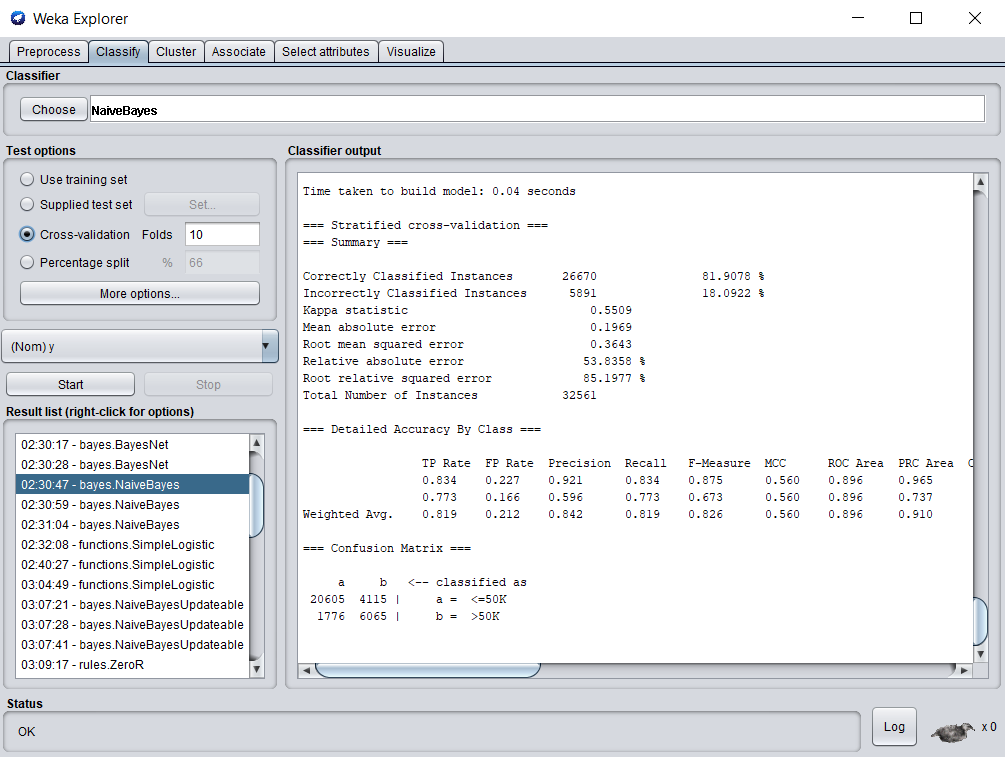 Weka Explorer
Preprocess Classify Cluster Associate Select attributes Visualize
Classifier
Choose NaiveBayes
Test options
Use training set
Supplied test set Set...
Cross-validation Folds 10
Percentage split % 66
More options...
(Nom) y
Start Stop
Result list (right-click for options)
02:30:17 - bayes.BayesNet
02:30:28 - bayes.BayesNet
02:30:47 - bayes.NaiveBayes
02:30:59 - bayes.NaiveBayes
02:31:04 - bayes.NaiveBayes
02:32:08 - functions.SimpleLogistic
02:40:27 - functions.SimpleLogistic
03:04:49 - functions.SimpleLogistic
03:07:21 - bayes.NaiveBayesUpdateable
03:07:28 - bayes.NaiveBayesUpdateable
03:07:41 - bayes.NaiveBayesUpdateable
03:09:17 - rules.ZeroR
Classifier output
Time taken to build model: 0.04 seconds
=== Stratified cross-validation ===
=== Summary ===
Correctly Classified Instances 26670 81.9078 %
Incorrectly Classified Instances 5891 18.0922 %
Kappa statistic 0.5509
Mean absolute error 0.1969
Root mean squared error 0.3643
Relative absolute error 53.8358 %
Root relative squared error 85.1977 %
Total Number of Instances 32561
=== Detailed Accuracy By Class ===
TP Rate FP Rate Precision Recall F-Measure MCC ROC Area PRC Area C
0.834 0.227 0.921 0.834 0.875 0.560 0.896 0.965
0.773 0.166 0.596 0.773 0.673 0.560 0.896 0.737
Weighted Avg. 0.819 0.212 0.842 0.819 0.826 0.560 0.896 0.910
=== Confusion Matrix ===
a b <-- classified as
20605 4115 | a = <=50K
1776 6065 | b = >50K
Status
OK
Log x 0